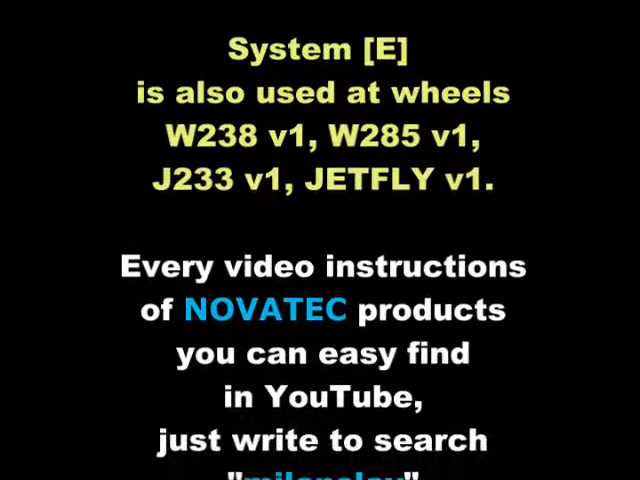 System [E]
is also used at wheels
W238 v1, W285 v1,
J233 v1, JETFLY v1.
Every video instructions
of NOVATEC products
you can easy find
in YouTube,
just write to search